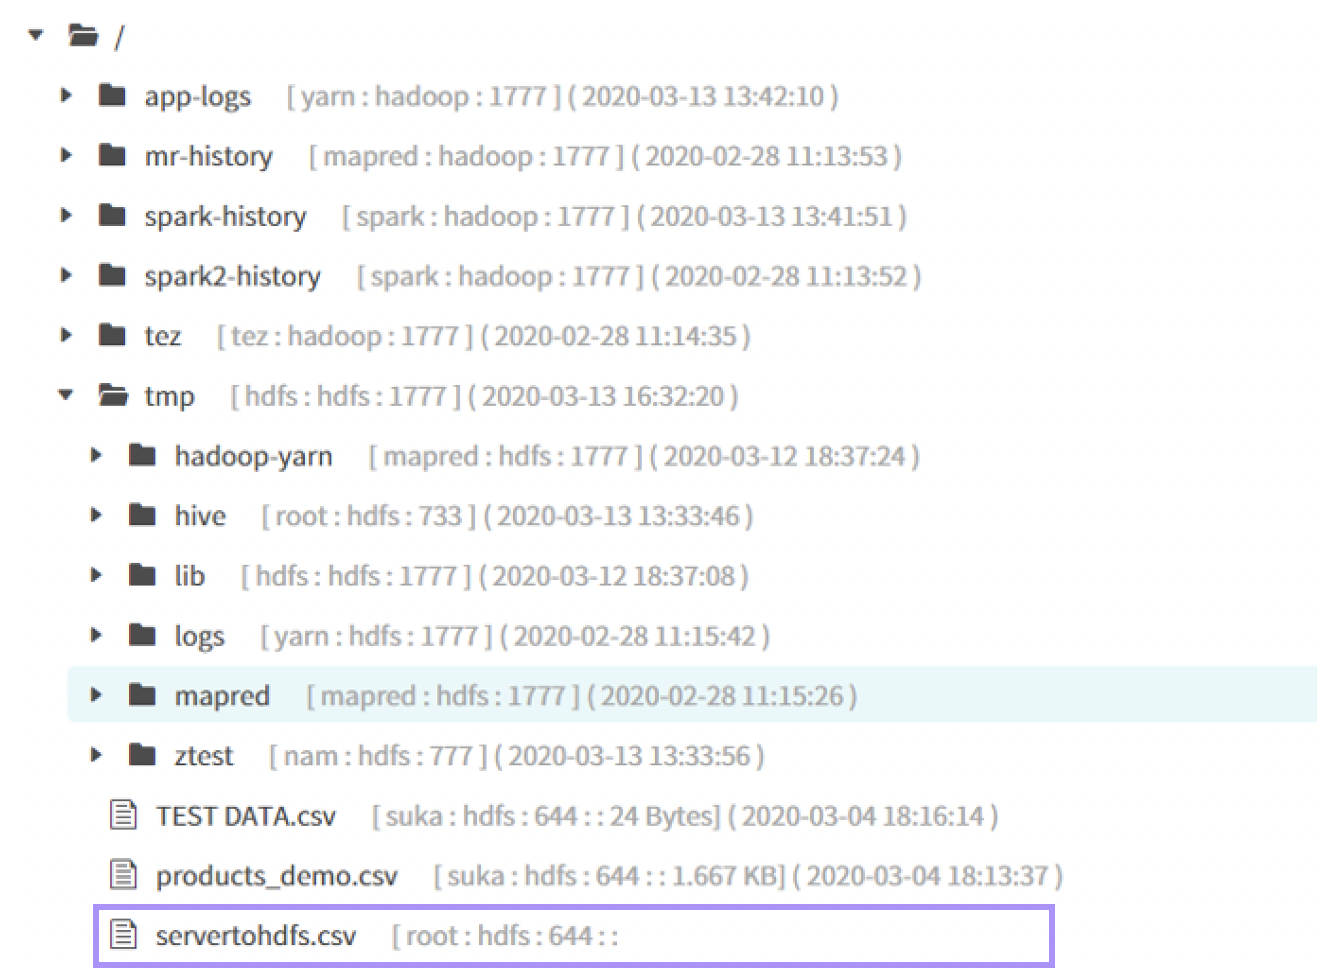 /
app-logs [ yarn : hadoop : 1777 ] ( 2020-03-13 13:42:10 )
mr-history [ mapred : hadoop : 1777 ] ( 2020-02-28 11:13:53 )
spark-history [ spark : hadoop : 1777 ] ( 2020-03-13 13:41:51 )
spark2-history [ spark : hadoop : 1777 ] ( 2020-02-28 11:13:52 )
tez [ tez : hadoop : 1777 ] ( 2020-02-28 11:14:35 )
tmp [ hdfs : hdfs : 1777 ] ( 2020-03-13 16:32:20 )
hadoop-yarn [ mapred : hdfs : 1777 ] ( 2020-03-12 18:37:24 )
hive [ root : hdfs : 733 ] ( 2020-03-13 13:33:46 )
lib [ hdfs : hdfs : 1777 ] ( 2020-03-12 18:37:08 )
logs [ yarn : hdfs : 1777 ] ( 2020-02-28 11:15:42 )
mapred [ mapred : hdfs : 1777 ] ( 2020-02-28 11:15:26 )
ztest [ nam : hdfs : 777 ] ( 2020-03-13 13:33:56 )
TEST DATA.csv [ suka : hdfs : 644 : : 24 Bytes] ( 2020-03-04 18:16:14 )
products_demo.csv [ suka : hdfs : 644 : : 1.667 KB] ( 2020-03-04 18:13:37 )
servertohdfs.csv [ root : hdfs : 644 : :